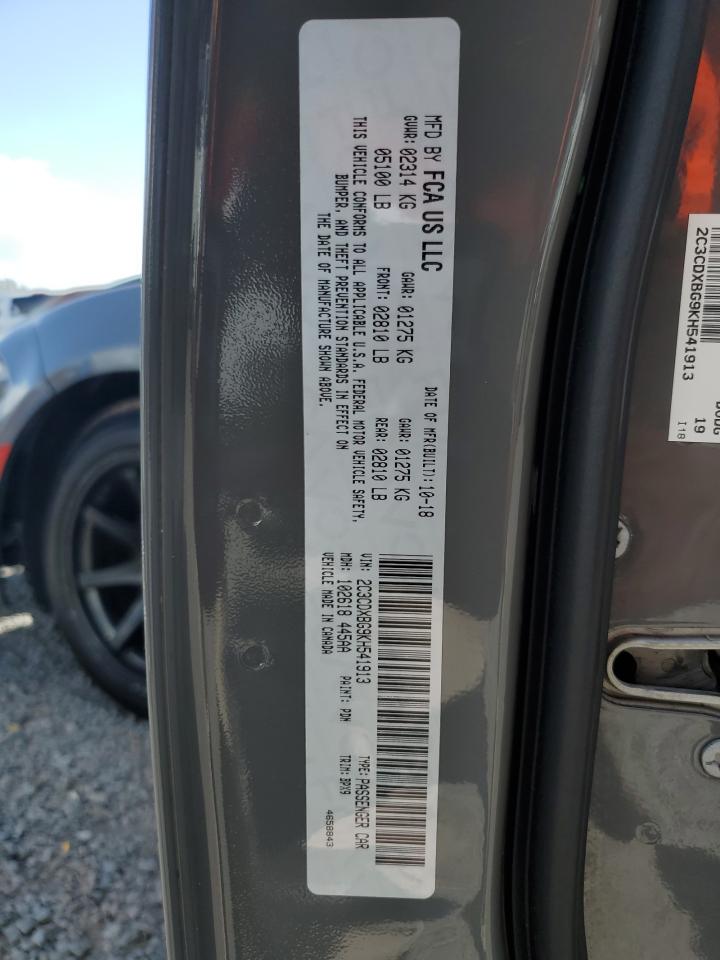 MFD BY FCA US LLC
DATE OF MFR(BUILT): 10-18
GVWR: 02314 KG GAWR: 01275 KG GAWR: 01275 KG
05100 LB FRONT: 02810 LB REAR: 02810 LB
THIS VEHICLE CONFORMS TO ALL APPLICABLE U.S.A. FEDERAL MOTOR VEHICLE SAFETY,
BUMPER, AND THEFT PREVENTION STANDARDS IN EFFECT ON
THE DATE OF MANUFACTURE SHOWN ABOVE.
VIN: 2C3CDXBG9KH541913 TYPE: PASSENGER CAR
MDH: 102618 445AA PAINT: PDN TRIM: BPX9
VEHICLE MADE IN CANADA 4658843
2C3CDXBG9KH541913
19
I18